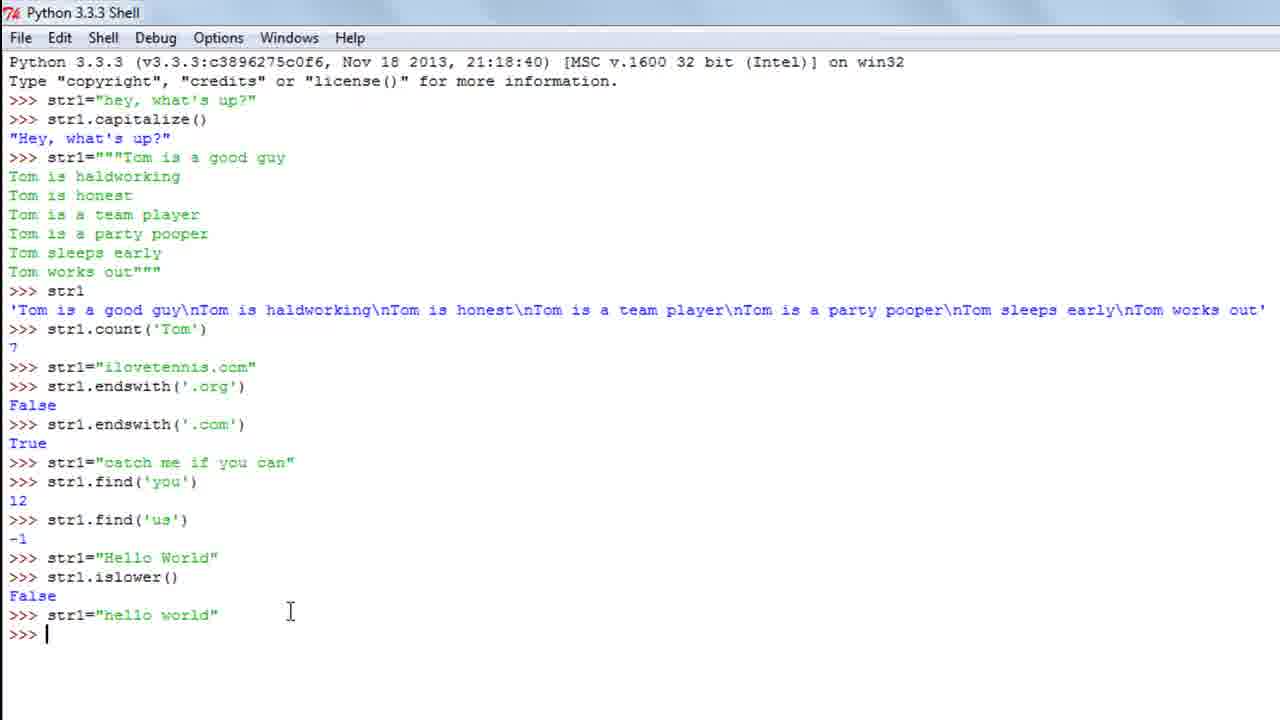 Python 3.3.3 Shell
File Edit Shell Debug Options Windows Help
Python 3.3.3 (v3.3.3:c3896275c0f6, Nov 18 2013, 21:18:40) [MSC v.1600 32 bit (Intel)] on win32
Type "copyright", "credits" or "license()" for more information.
>>> str1="hey, what's up?"
>>> str1.capitalize()
"Hey, what's up?"
>>> str1="""Tom is a good guy
Tom is haldworking
Tom is honest
Tom is a team player
Tom is a party pooper
Tom sleeps early
Tom works out"""
>>> str1
'Tom is a good guy\nTom is haldworking\nTom is honest\nTom is a team player\nTom is a party pooper\nTom sleeps early\nTom works out'
>>> str1.count('Tom')
7
>>> str1="ilovetennis.com"
>>> str1.endswith('.org')
False
>>> str1.endswith('.com')
True
>>> str1="catch me if you can"
>>> str1.find('you')
12
>>> str1.find('us')
-1
>>> str1="Hello World"
>>> str1.islower()
False
>>> str1="hello world"
>>>